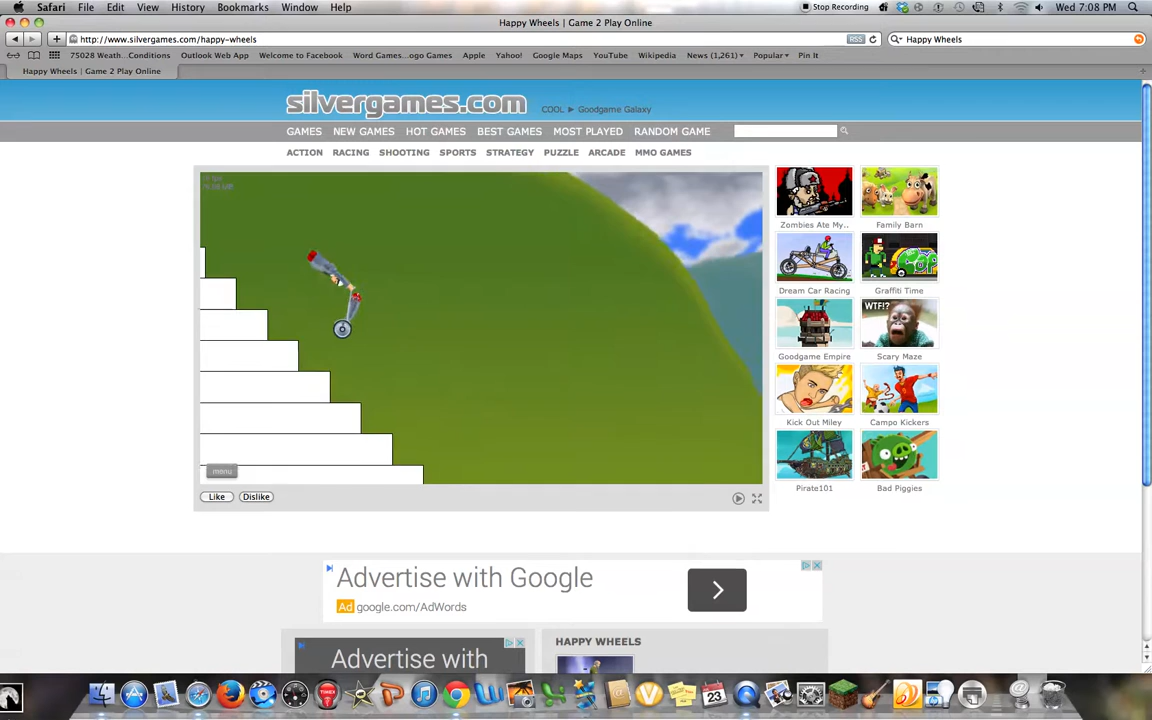 Safari File Edit View History Bookmarks Window Help Stop Recording Wed 7:08 PM
Happy Wheels | Game 2 Play Online
http://www.silvergames.com/happy-wheels RSS Happy Wheels
75028 Weath...Conditions Outlook Web App Welcome to Facebook Word Games...ogo Games Apple Yahoo! Google Maps YouTube Wikipedia News (1,261) Popular Pin It
Happy Wheels | Game 2 Play Online
silvergames.com COOL ► Goodgame Galaxy
GAMES NEW GAMES HOT GAMES BEST GAMES MOST PLAYED RANDOM GAME
ACTION RACING SHOOTING SPORTS STRATEGY PUZZLE ARCADE MMO GAMES
Zombies Ate My.. Family Barn
Dream Car Racing Graffiti Time
WTF!?
Goodgame Empire Scary Maze
Kick Out Miley Campo Kickers
Pirate101 Bad Piggies
menu
Like Dislike
Advertise with Google
Ad google.com/AdWords
Advertise with
HAPPY WHEELS
23